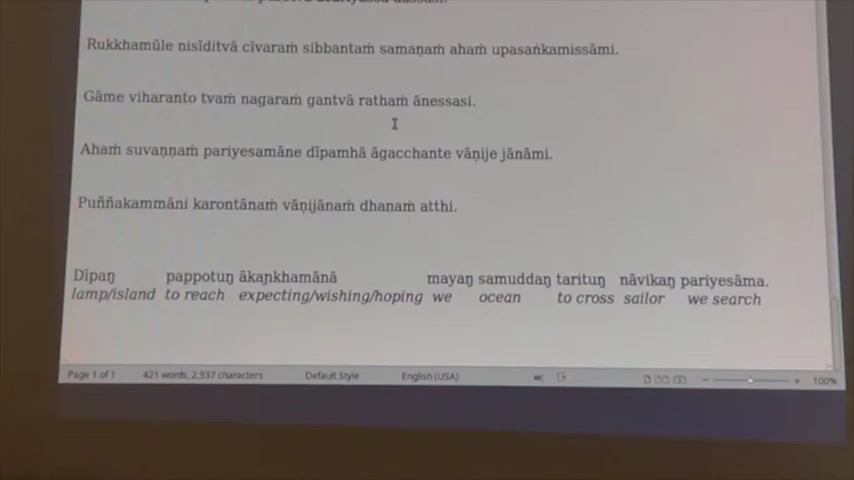 Rukkhamūle nisīditvā cīvaraṁ sibbantaṁ samaṇaṁ ahaṁ upasaṅkamissāmi.
Gāme viharanto tvaṁ nagaraṁ gantvā rathaṁ ānessasi.
Ahaṁ suvaṇṇaṁ pariyesamāne dīpamhā āgacchante vāṇije jānāmi.
Puññakammāni karontānaṁ vāṇijānaṁ dhanaṁ atthi.
Dīpaŋ pappotuŋ ākaṇkhamānā mayaŋ samuddaŋ tarituŋ nāvikaŋ pariyesāma.
lamp/island to reach expecting/wishing/hoping we ocean to cross sailor we search
Page 1 of 1 421 words, 2,937 characters Default Style English (USA) 100%